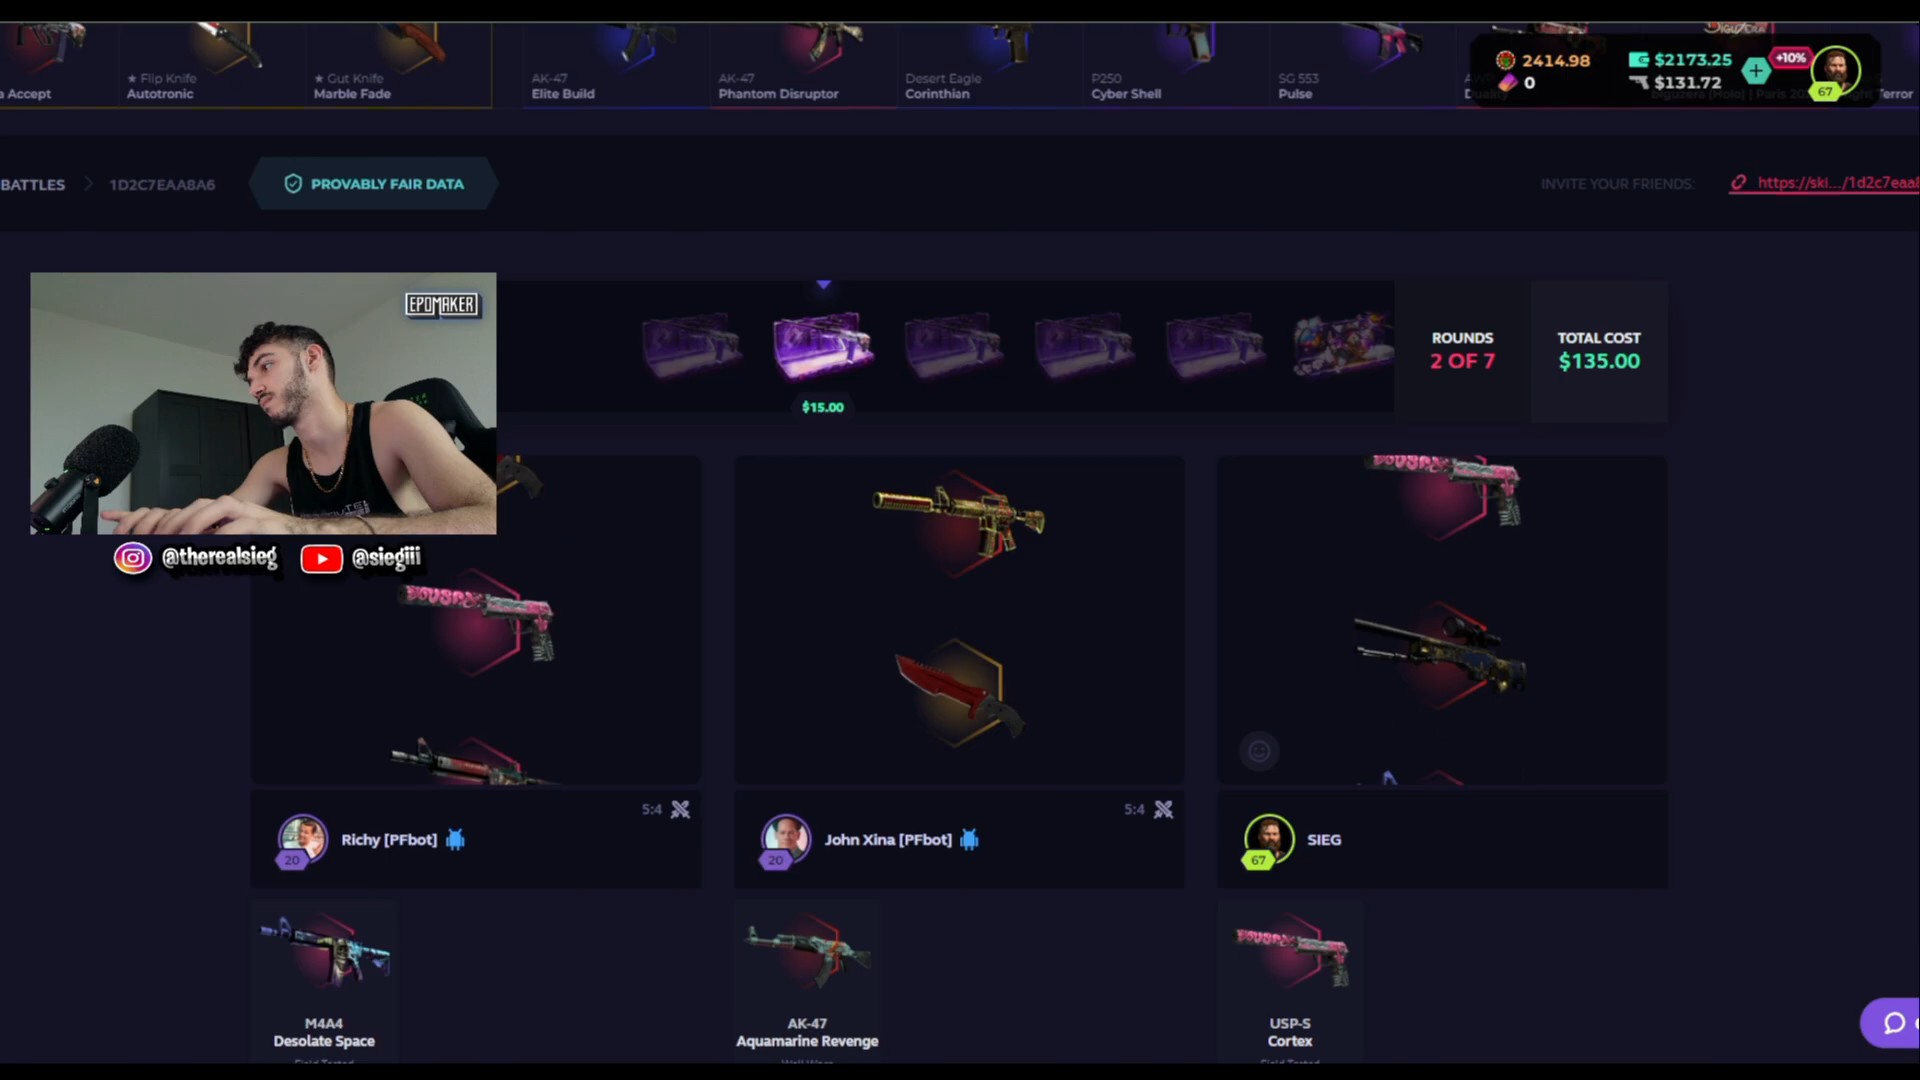 a Accept
★ Flip Knife
Autotronic
★ Gut Knife
Marble Fade
AK-47
Elite Build
AK-47
Phantom Disruptor
Desert Eagle
Corinthian
P250
Cyber Shell
SG 553
Pulse
2414.98
0
$2173.25
$131.72
+10%
67
Terror
BATTLES
1D2C7EAA8A6
PROVABLY FAIR DATA
INVITE YOUR FRIENDS:
https://ski.../1d2c7eaa8
EPOMAKER
ROUNDS
2 OF 7
TOTAL COST
$135.00
$15.00
@therealsieg
@siegiii
5:4
Richy [PFbot]
20
5:4
John Xina [PFbot]
20
SIEG
67
M4A4
Desolate Space
AK-47
Aquamarine Revenge
USP-S
Cortex